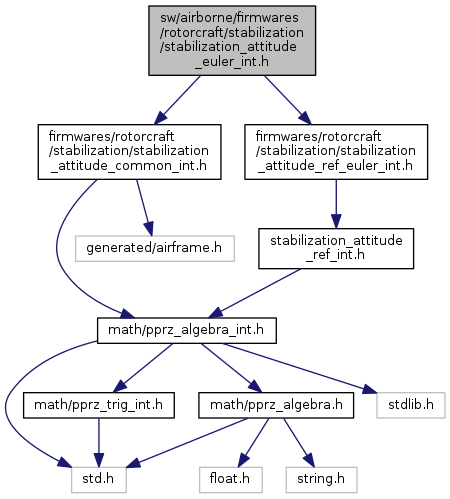 sw/airborne/firmwares
/rotorcraft/stabilization
/stabilization_attitude
_euler_int.h
firmwares/rotorcraft
/stabilization/stabilization
_attitude_common_int.h
firmwares/rotorcraft
/stabilization/stabilization
_attitude_ref_euler_int.h
generated/airframe.h
stabilization_attitude
_ref_int.h
math/pprz_algebra_int.h
math/pprz_trig_int.h
math/pprz_algebra.h
stdlib.h
std.h
float.h
string.h